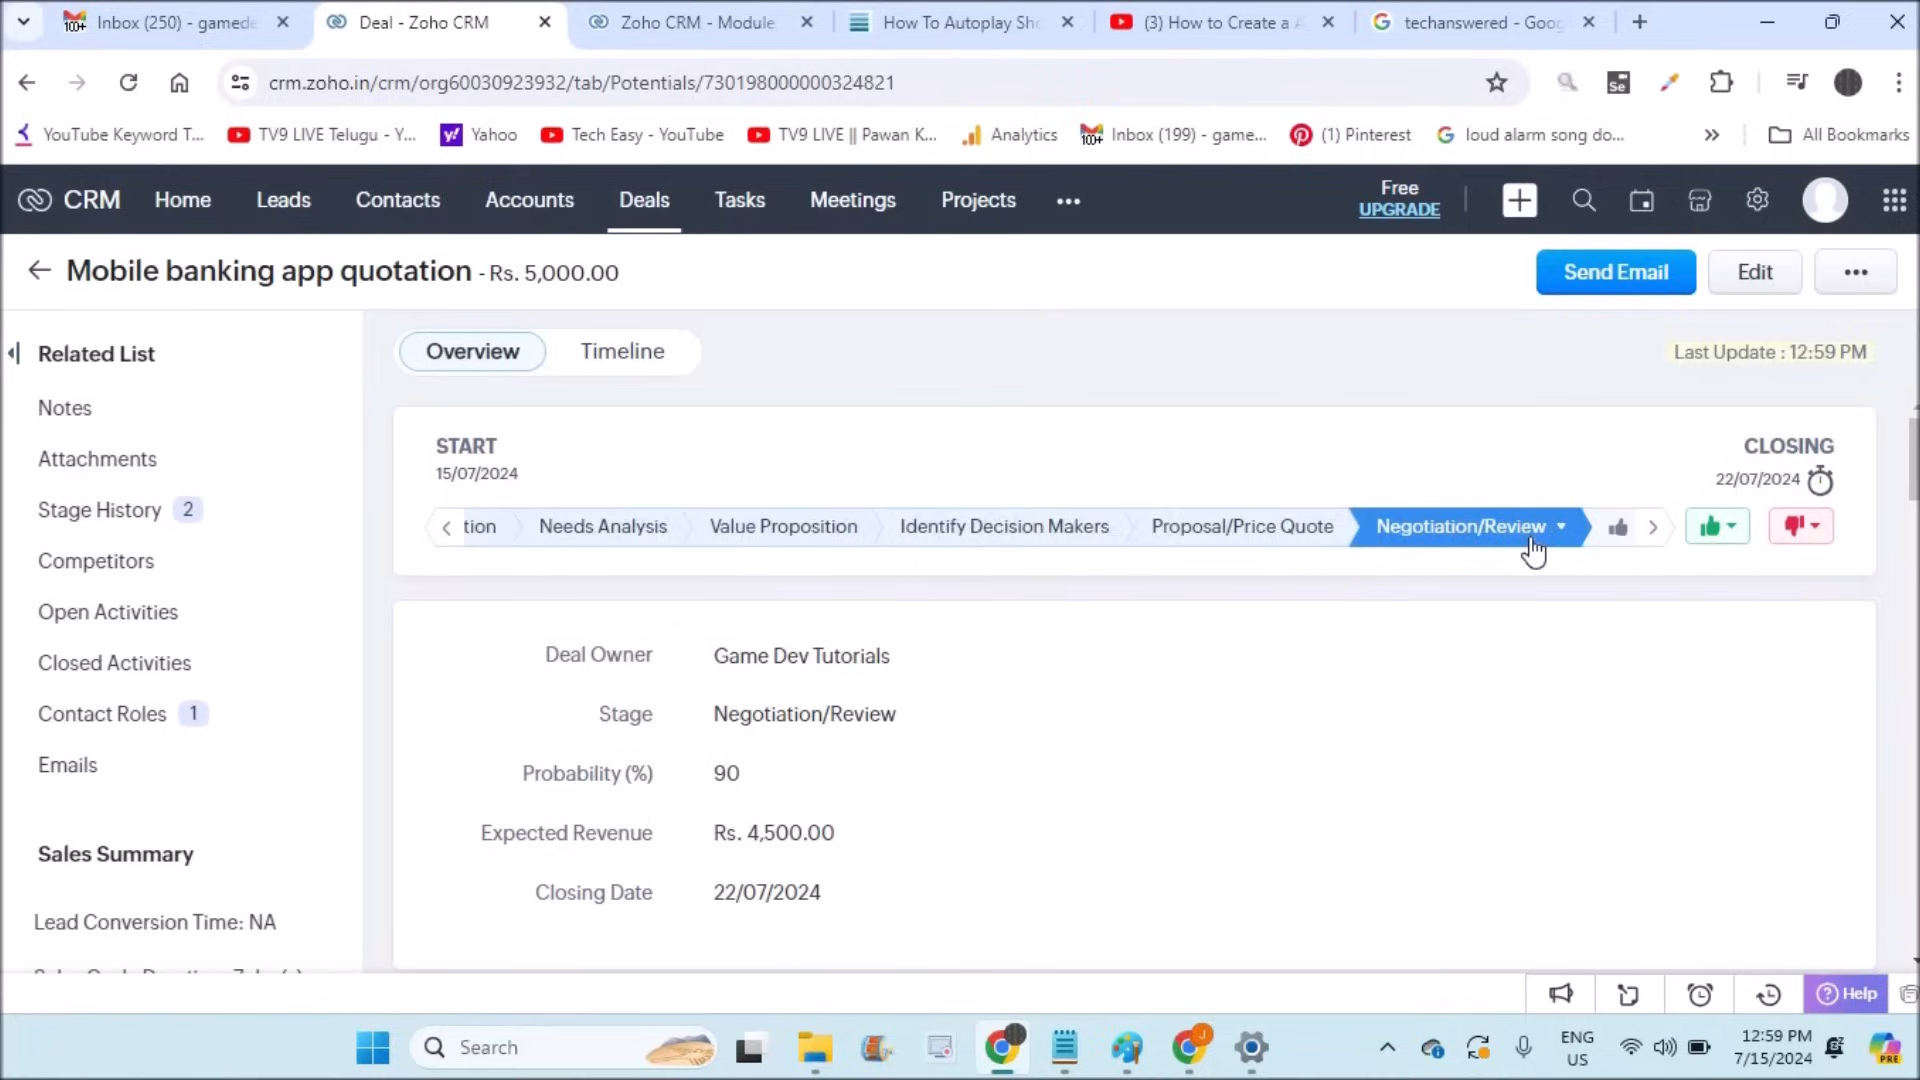 Inbox (250) - gamede
Deal - Zoho CRM
Zoho CRM - Module
How To Autoplay Sho
(3) How to Create a A
techanswered - Goog
crm.zoho.in/crm/org60030923932/tab/Potentials/730198000000324821
YouTube Keyword T...
TV9 LIVE Telugu - Y...
Yahoo
Tech Easy - YouTube
TV9 LIVE || Pawan K...
Analytics
Inbox (199) - game...
(1) Pinterest
loud alarm song do...
All Bookmarks
CRM
Home
Leads
Contacts
Accounts
Deals
Tasks
Meetings
Projects
Free
UPGRADE
Mobile banking app quotation - Rs. 5,000.00
Send Email
Edit
Related List
Notes
Attachments
Stage History 2
Competitors
Open Activities
Closed Activities
Contact Roles 1
Emails
Sales Summary
Lead Conversion Time: NA
Overview
Timeline
Last Update : 12:59 PM
START
15/07/2024
CLOSING
22/07/2024
tion
Needs Analysis
Value Proposition
Identify Decision Makers
Proposal/Price Quote
Negotiation/Review
Deal Owner Game Dev Tutorials
Stage Negotiation/Review
Probability (%) 90
Expected Revenue Rs. 4,500.00
Closing Date 22/07/2024
Help
Search
ENG
US
12:59 PM
7/15/2024